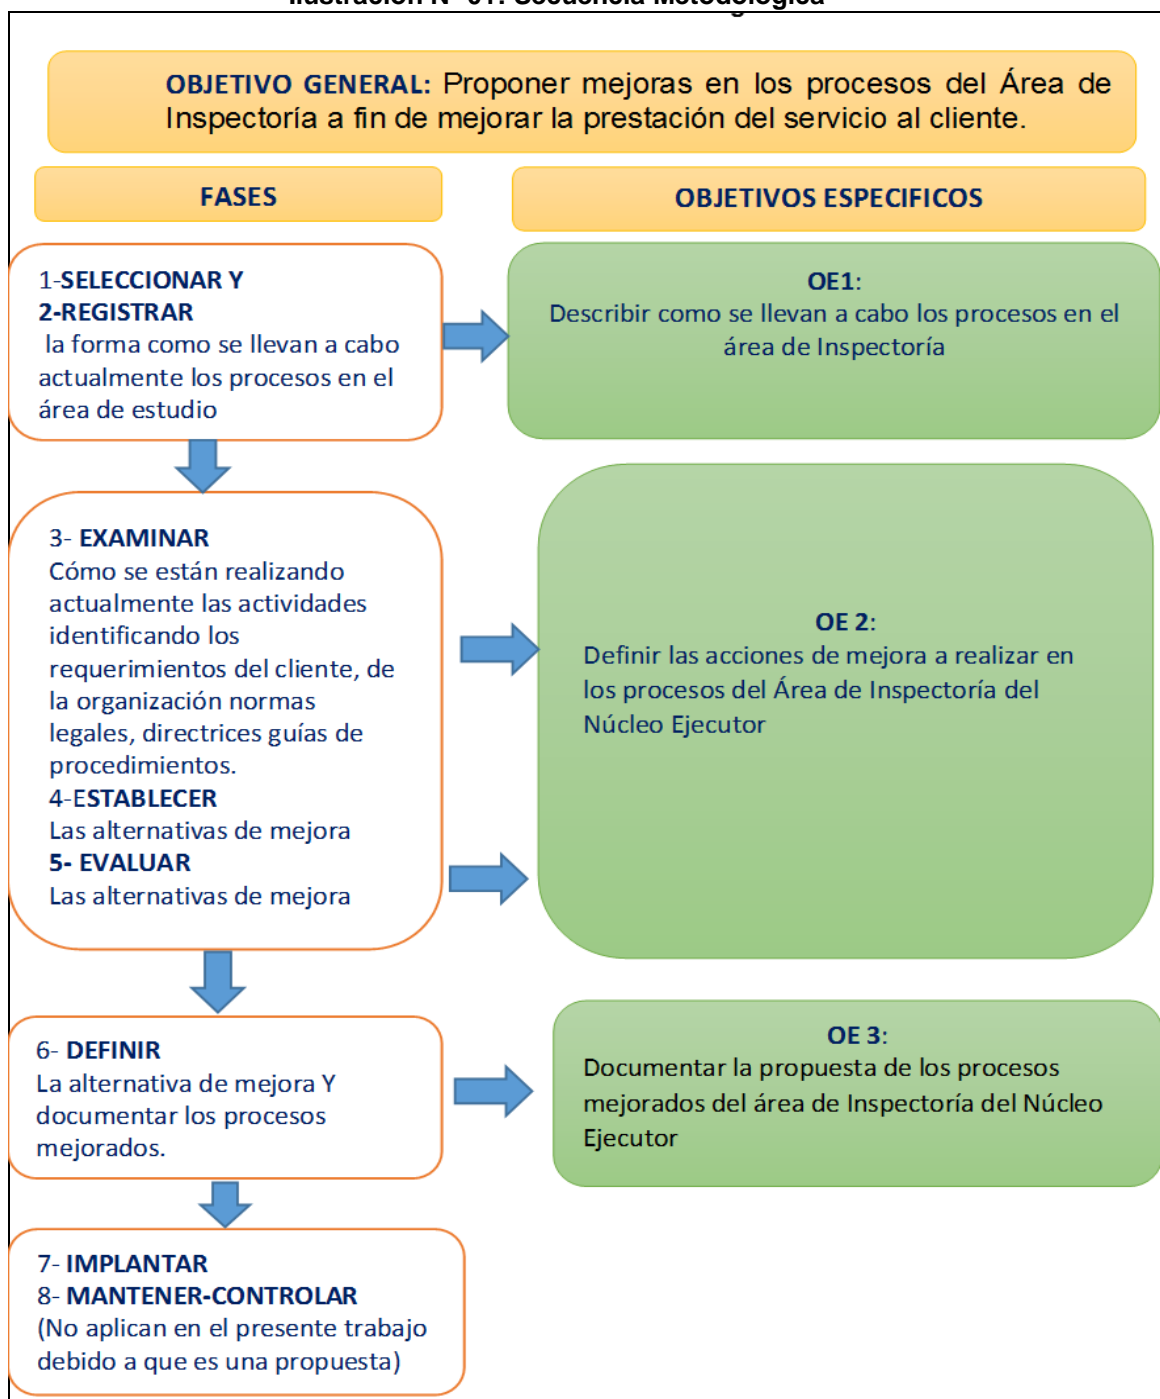 Ilustración N° 01: Secuencia Metodológica
OBJETIVO GENERAL: Proponer mejoras en los procesos del Área de
Inspectoría a fin de mejorar la prestación del servicio al cliente.
FASES
OBJETIVOS ESPECIFICOS
1-SELECCIONAR Y
2-REGISTRAR
la forma como se llevan a cabo
actualmente los procesos en el
área de estudio
OE1:
Describir como se llevan a cabo los procesos en el
área de Inspectoría
3- EXAMINAR
Cómo se están realizando
actualmente las actividades
identificando los
requerimientos del cliente, de
la organización normas
legales, directrices guías de
procedimientos.
4-ESTABLECER
Las alternativas de mejora
5- EVALUAR
Las alternativas de mejora
OE 2:
Definir las acciones de mejora a realizar en
los procesos del Área de Inspectoría del
Núcleo Ejecutor
6- DEFINIR
La alternativa de mejora Y
documentar los procesos
mejorados.
OE 3:
Documentar la propuesta de los procesos
mejorados del área de Inspectoría del Núcleo
Ejecutor
7- IMPLANTAR
8- MANTENER-CONTROLAR
(No aplican en el presente trabajo
debido a que es una propuesta)